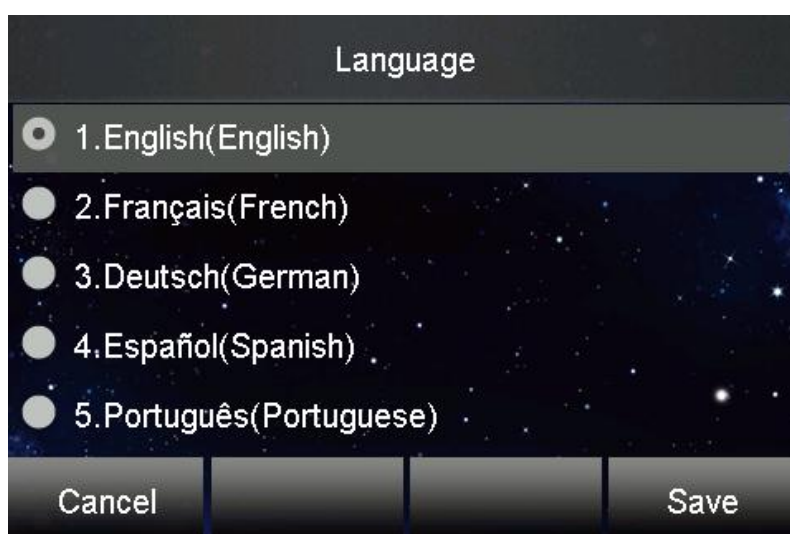 Language
1.English(English)
2.Français(French)
3.Deutsch(German)
4.Español(Spanish)
5.Português(Portuguese)
Cancel
Save